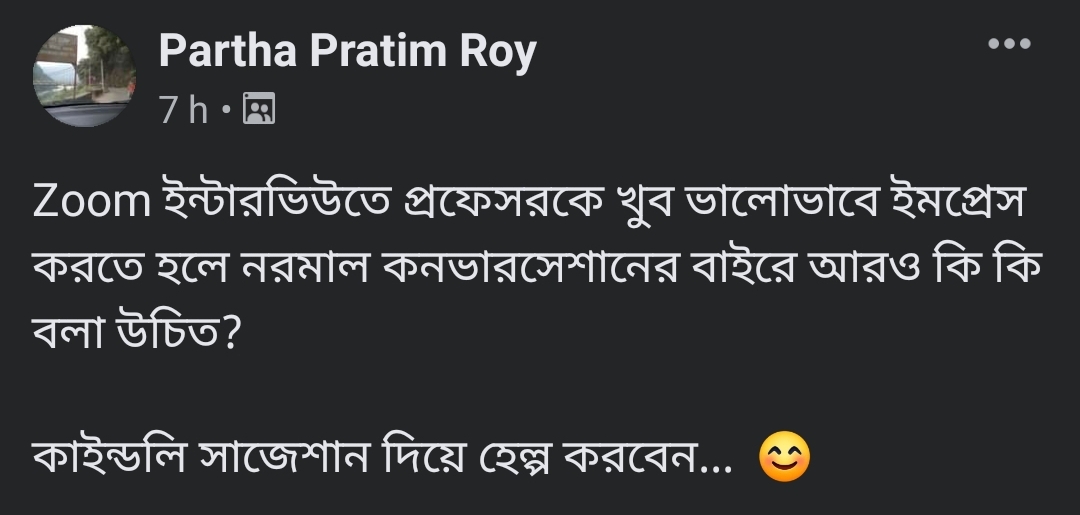 Partha Pratim Roy
7 h •
Zoom ইন্টারভিউতে প্রফেসরকে খুব ভালোভাবে ইমপ্রেস
করতে হলে নরমাল কনভারসেশানের বাইরে আরও কি কি
বলা উচিত?
কাইন্ডলি সাজেশান দিয়ে হেল্প করবেন... 😊